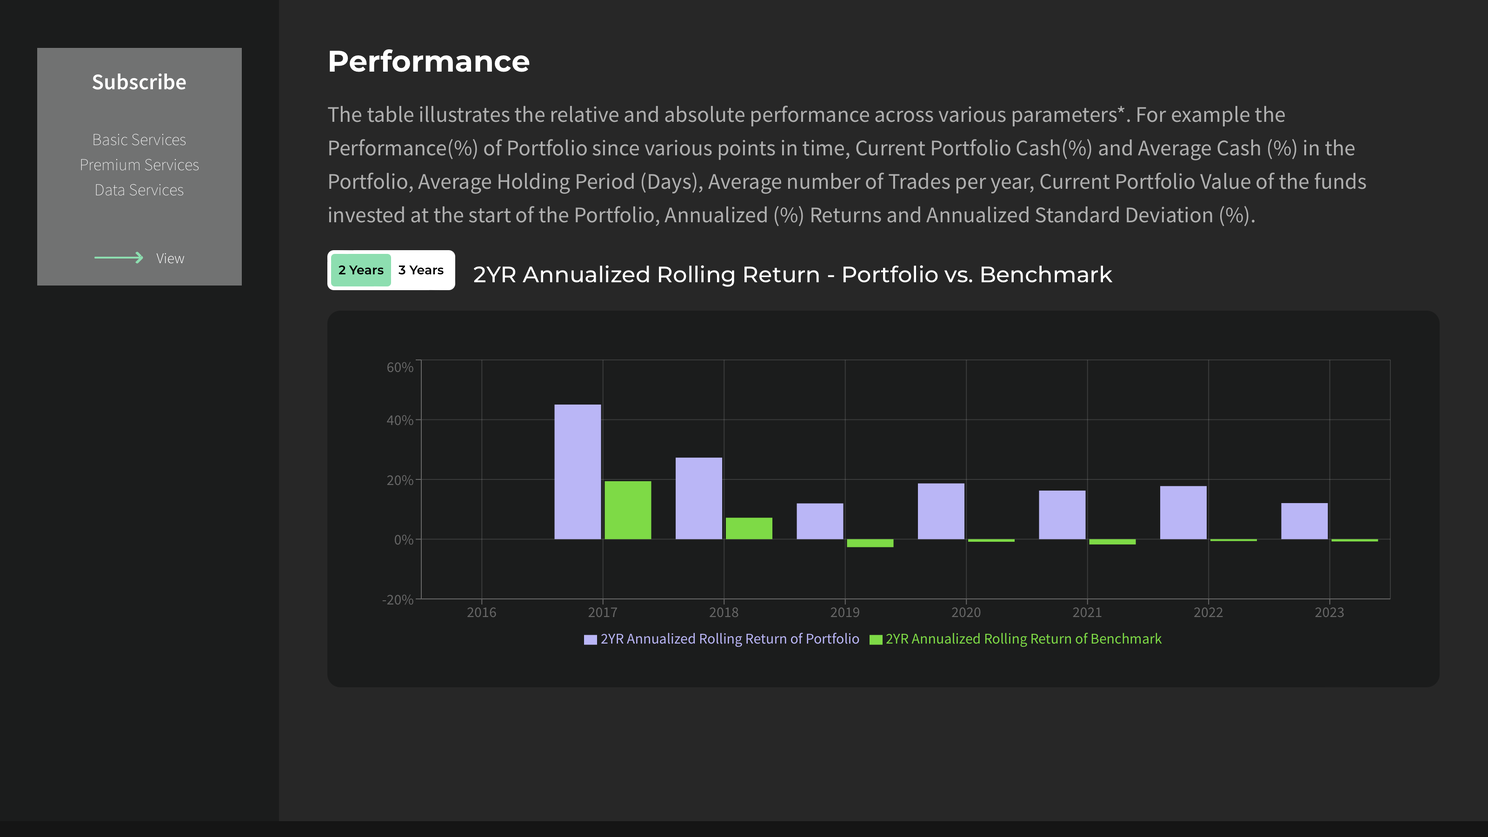 Subscribe
Basic Services
Premium Services
Data Services
View
Performance
The table illustrates the relative and absolute performance across various parameters*. For example the
Performance(%) of Portfolio since various points in time, Current Portfolio Cash(%) and Average Cash (%) in the
Portfolio, Average Holding Period (Days), Average number of Trades per year, Current Portfolio Value of the funds
invested at the start of the Portfolio, Annualized (%) Returns and Annualized Standard Deviation (%).
2 Years 3 Years
2YR Annualized Rolling Return - Portfolio vs. Benchmark
60%
40%
20%
0%
-20%
2016 2017 2018 2019 2020 2021 2022 2023
2YR Annualized Rolling Return of Portfolio 2YR Annualized Rolling Return of Benchmark